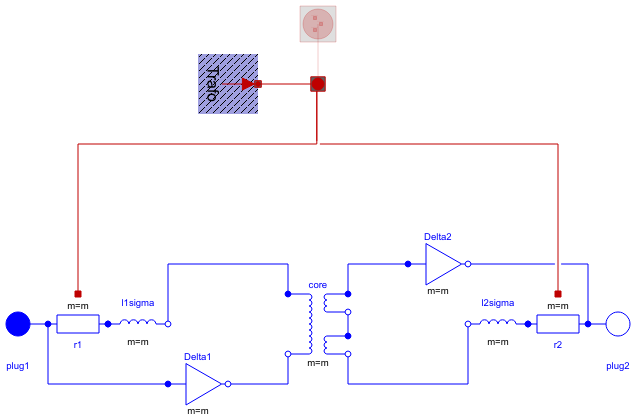 Trafo
Delta2
core
m=m
l1sigma
m=m
l2sigma
m=m
m=m
r1
m=m
m=m
r2
Delta1
m=m
plug1
m=m
plug2
m=m